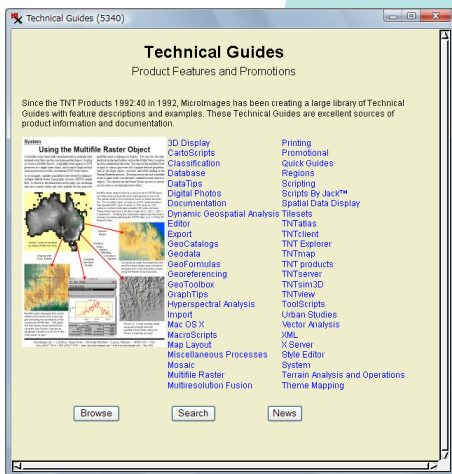 Technical Guides (5340)
Technical Guides
Product Features and Promotions
Since the TNT Products 1992:40 in 1992, MicroImages has been creating a large library of Technical
Guides with feature descriptions and examples. These Technical Guides are excellent sources of
product information and documentation.
System
Using the Multifile Raster Object
3D Display
CartoScripts
Classification
Database
DataTips
Digital Photos
Documentation
Dynamic Geospatial Analysis
Editor
Export
GeoCatalogs
Geodata
GeoFormulas
Georeferencing
GeoToolbox
GraphTips
Hyperspectral Analysis
Import
Mac OS X
MacroScripts
Map Layout
Miscellaneous Processes
Mosaic
Multifile Raster
Multiresolution Fusion
Printing
Promotional
Quick Guides
Regions
Scripting
Scripts By Jack™
Spatial Data Display
Tilesets
TNTatlas
TNTclient
TNT Explorer
TNTmap
TNT products
TNTserver
TNTsim3D
TNTview
ToolScripts
Urban Studies
Vector Analysis
XML
X Server
Style Editor
System
Terrain Analysis and Operations
Theme Mapping
Browse
Search
News